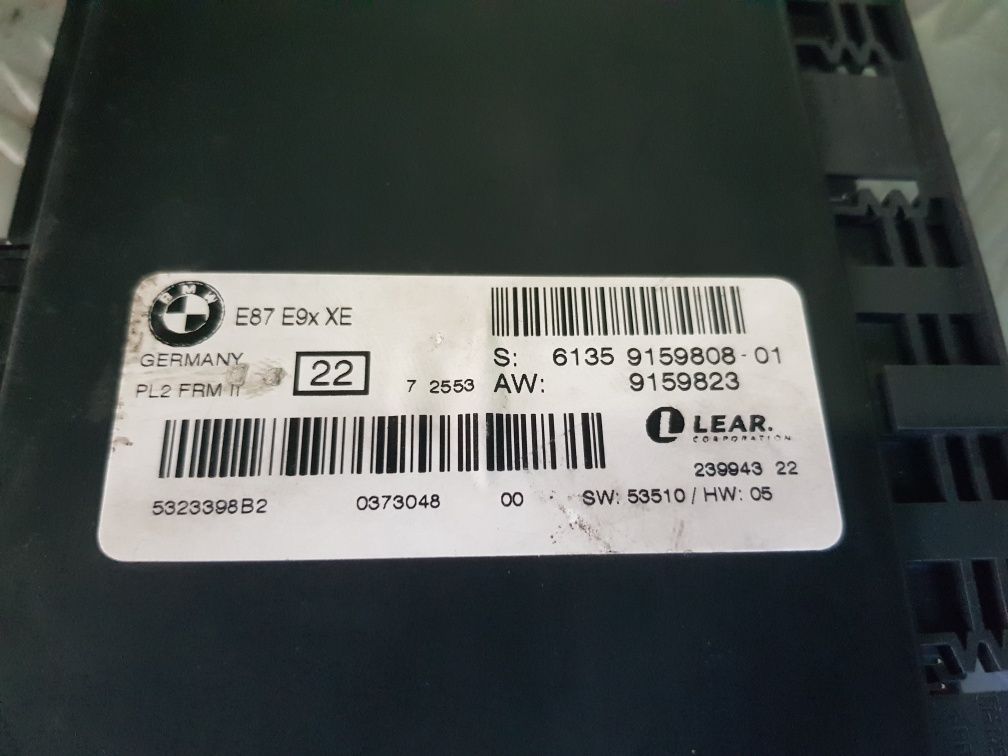 BMW
E87 E9x XE
GERMANY
PL2 FRM II
22
7 2553
S: 6135 9159808-01
AW: 9159823
LEAR.
CORPORATION
239943 22
5323398B2 0373048 00 SW: 53510 / HW: 05